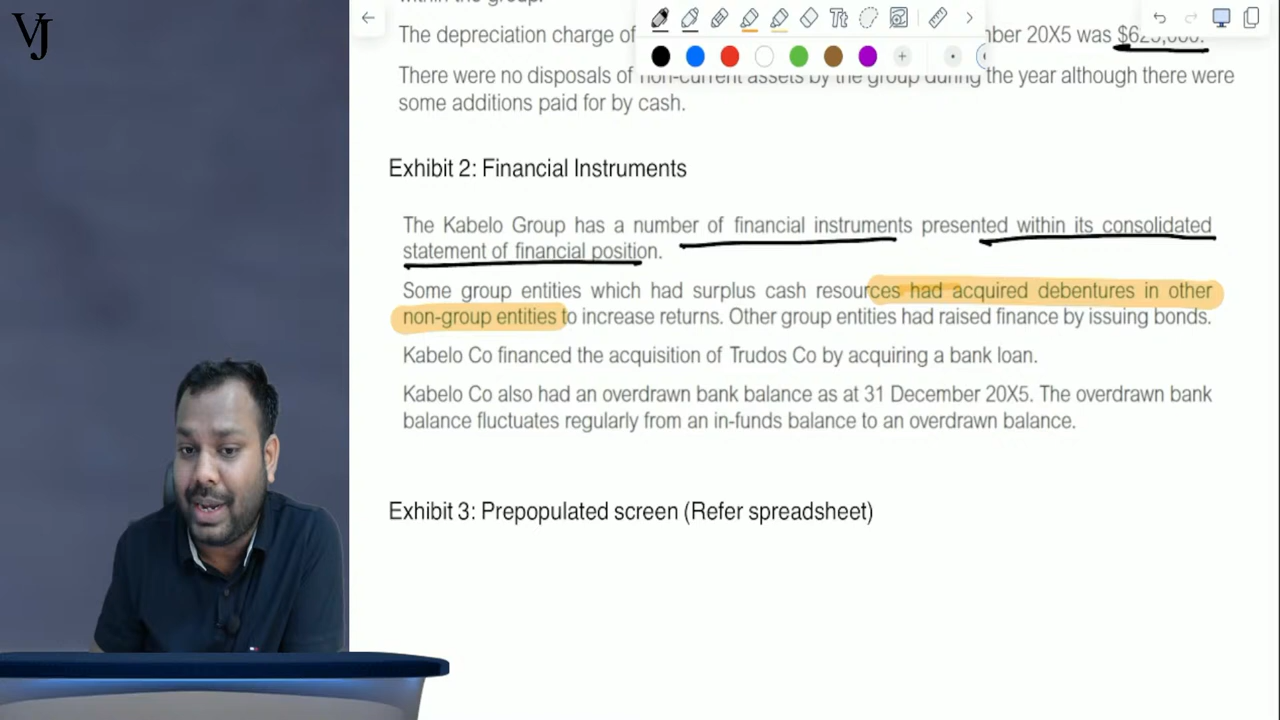 VJ
within the group.
The depreciation charge of
nber 20X5 was
There were no disposals of non-current assets by the group during the year although there were
some additions paid for by cash.
Exhibit 2: Financial Instruments
The Kabelo Group has a number of financial instruments presented within its consolidated
statement of financial position.
Some group entities which had surplus cash resources had acquired debentures in other
non-group entities to increase returns. Other group entities had raised finance by issuing bonds.
Kabelo Co financed the acquisition of Trudos Co by acquiring a bank loan.
Kabelo Co also had an overdrawn bank balance as at 31 December 20X5. The overdrawn bank
balance fluctuates regularly from an in-funds balance to an overdrawn balance.
Exhibit 3: Prepopulated screen (Refer spreadsheet)